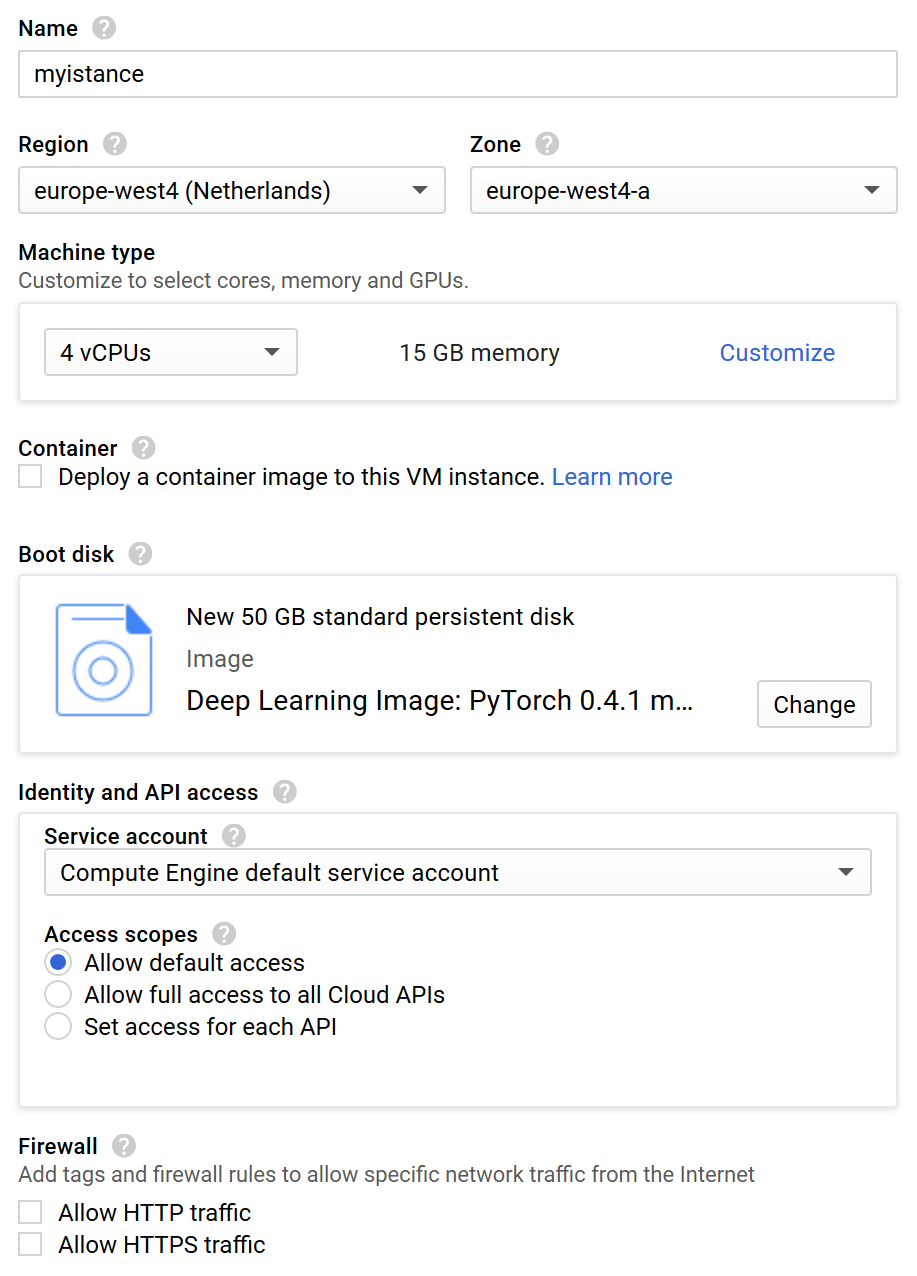 Name ?
myistance
Region ? Zone ?
europe-west4 (Netherlands) europe-west4-a
Machine type
Customize to select cores, memory and GPUs.
4 vCPUs 15 GB memory Customize
Container ?
Deploy a container image to this VM instance. Learn more
Boot disk ?
New 50 GB standard persistent disk
Image
Deep Learning Image: PyTorch 0.4.1 m...
Change
Identity and API access ?
Service account ?
Compute Engine default service account
Access scopes ?
Allow default access
Allow full access to all Cloud APIs
Set access for each API
Firewall ?
Add tags and firewall rules to allow specific network traffic from the Internet
Allow HTTP traffic
Allow HTTPS traffic